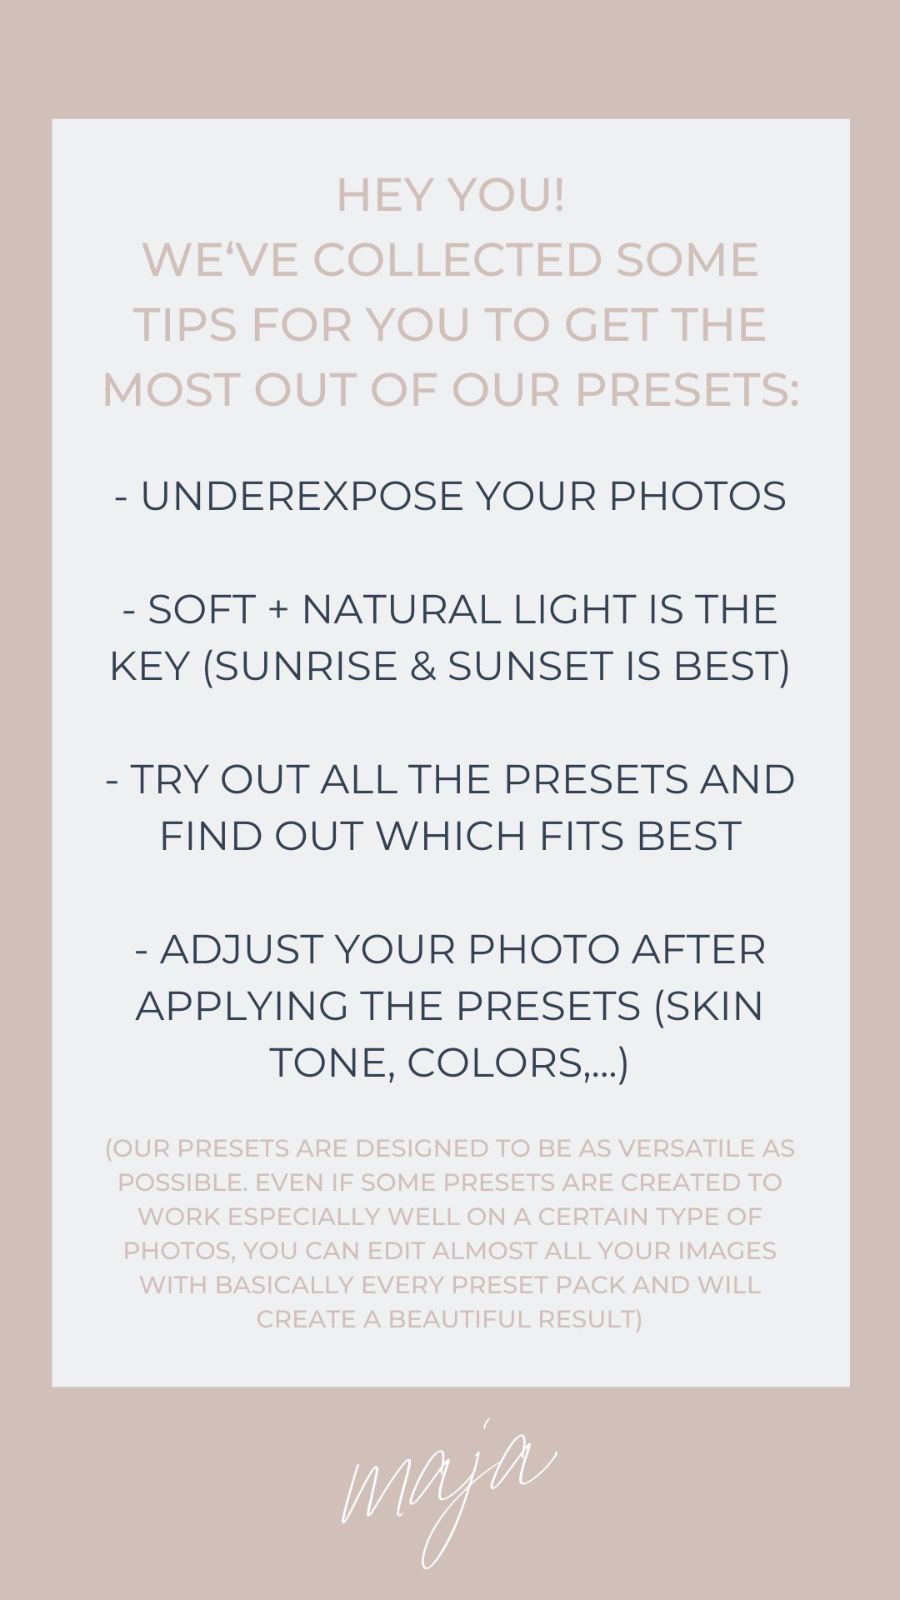 HEY YOU!
WE‘VE COLLECTED SOME
TIPS FOR YOU TO GET THE
MOST OUT OF OUR PRESETS:
- UNDEREXPOSE YOUR PHOTOS
- SOFT + NATURAL LIGHT IS THE
KEY (SUNRISE & SUNSET IS BEST)
- TRY OUT ALL THE PRESETS AND
FIND OUT WHICH FITS BEST
- ADJUST YOUR PHOTO AFTER
APPLYING THE PRESETS (SKIN
TONE, COLORS,...)
(OUR PRESETS ARE DESIGNED TO BE AS VERSATILE AS
POSSIBLE. EVEN IF SOME PRESETS ARE CREATED TO
WORK ESPECIALLY WELL ON A CERTAIN TYPE OF
PHOTOS, YOU CAN EDIT ALMOST ALL YOUR IMAGES
WITH BASICALLY EVERY PRESET PACK AND WILL
CREATE A BEAUTIFUL RESULT)
maja